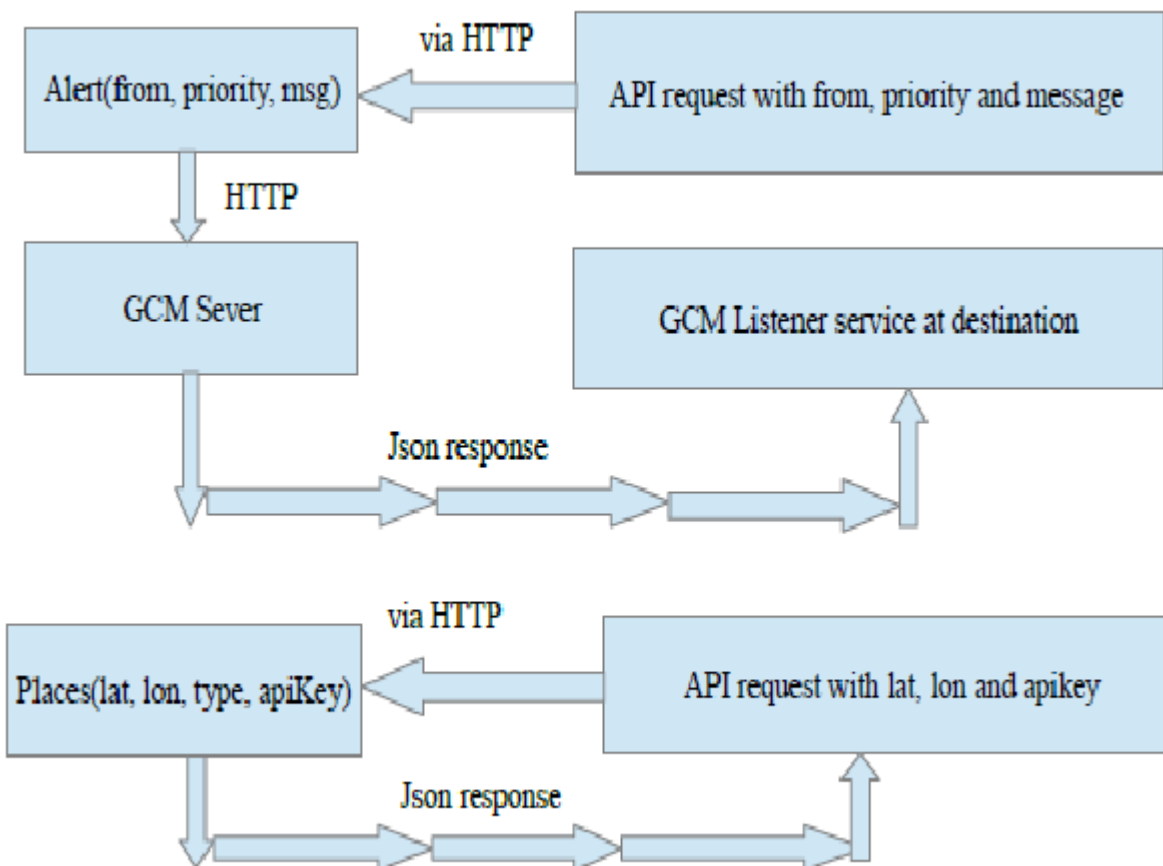 via HTTP
Alert(from, priority, msg)
API request with from, priority and message
HTTP
GCM Sever
GCM Listener service at destination
Json response
via HTTP
Places(lat, lon, type, apiKey)
API request with lat, lon and apikey
Json response